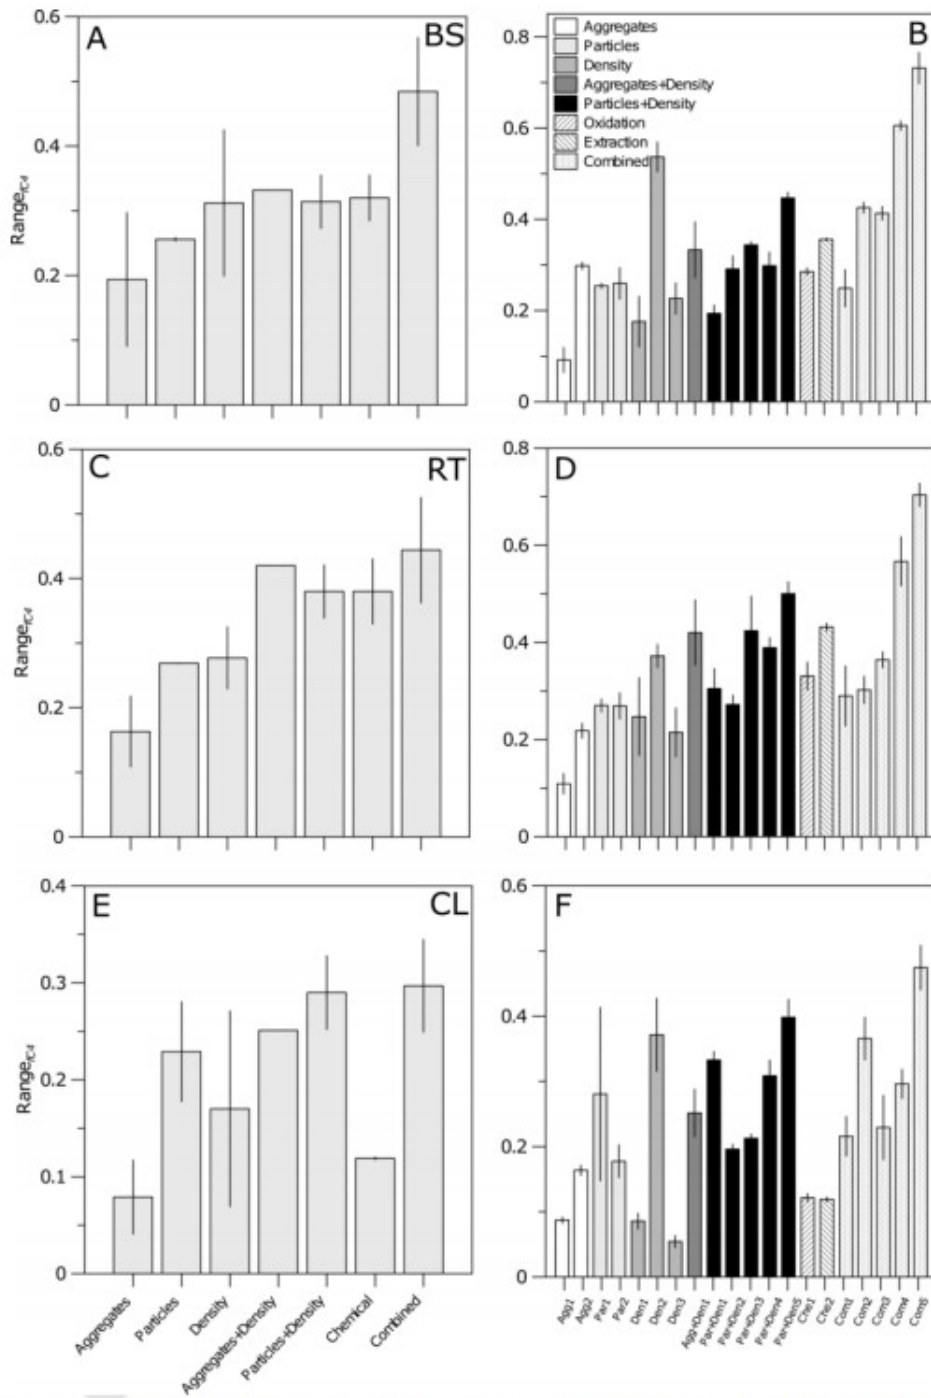 A
BS
Range_fC4
0.6
0.4
0.2
0
B
0.8
0.6
0.4
0.2
0
Aggregates
Particles
Density
Aggregates+Density
Particles+Density
Oxidation
Extraction
Combined
C
RT
Range_fC4
0.6
0.4
0.2
0
D
0.8
0.6
0.4
0.2
0
E
CL
Range_fC4
0.4
0.3
0.2
0.1
0
Aggregates
Particles
Density
Aggregates+Density
Particles+Density
Chemical
Combined
F
0.6
0.4
0.2
0
Agg1
Agg2
Par1
Par2
Den1
Den2
Den3
Agg+Den1
Par+Den1
Par+Den2
Par+Den3
Par+Den4
Par+Den5
Che1
Che2
Com1
Com2
Com3
Com4
Com5